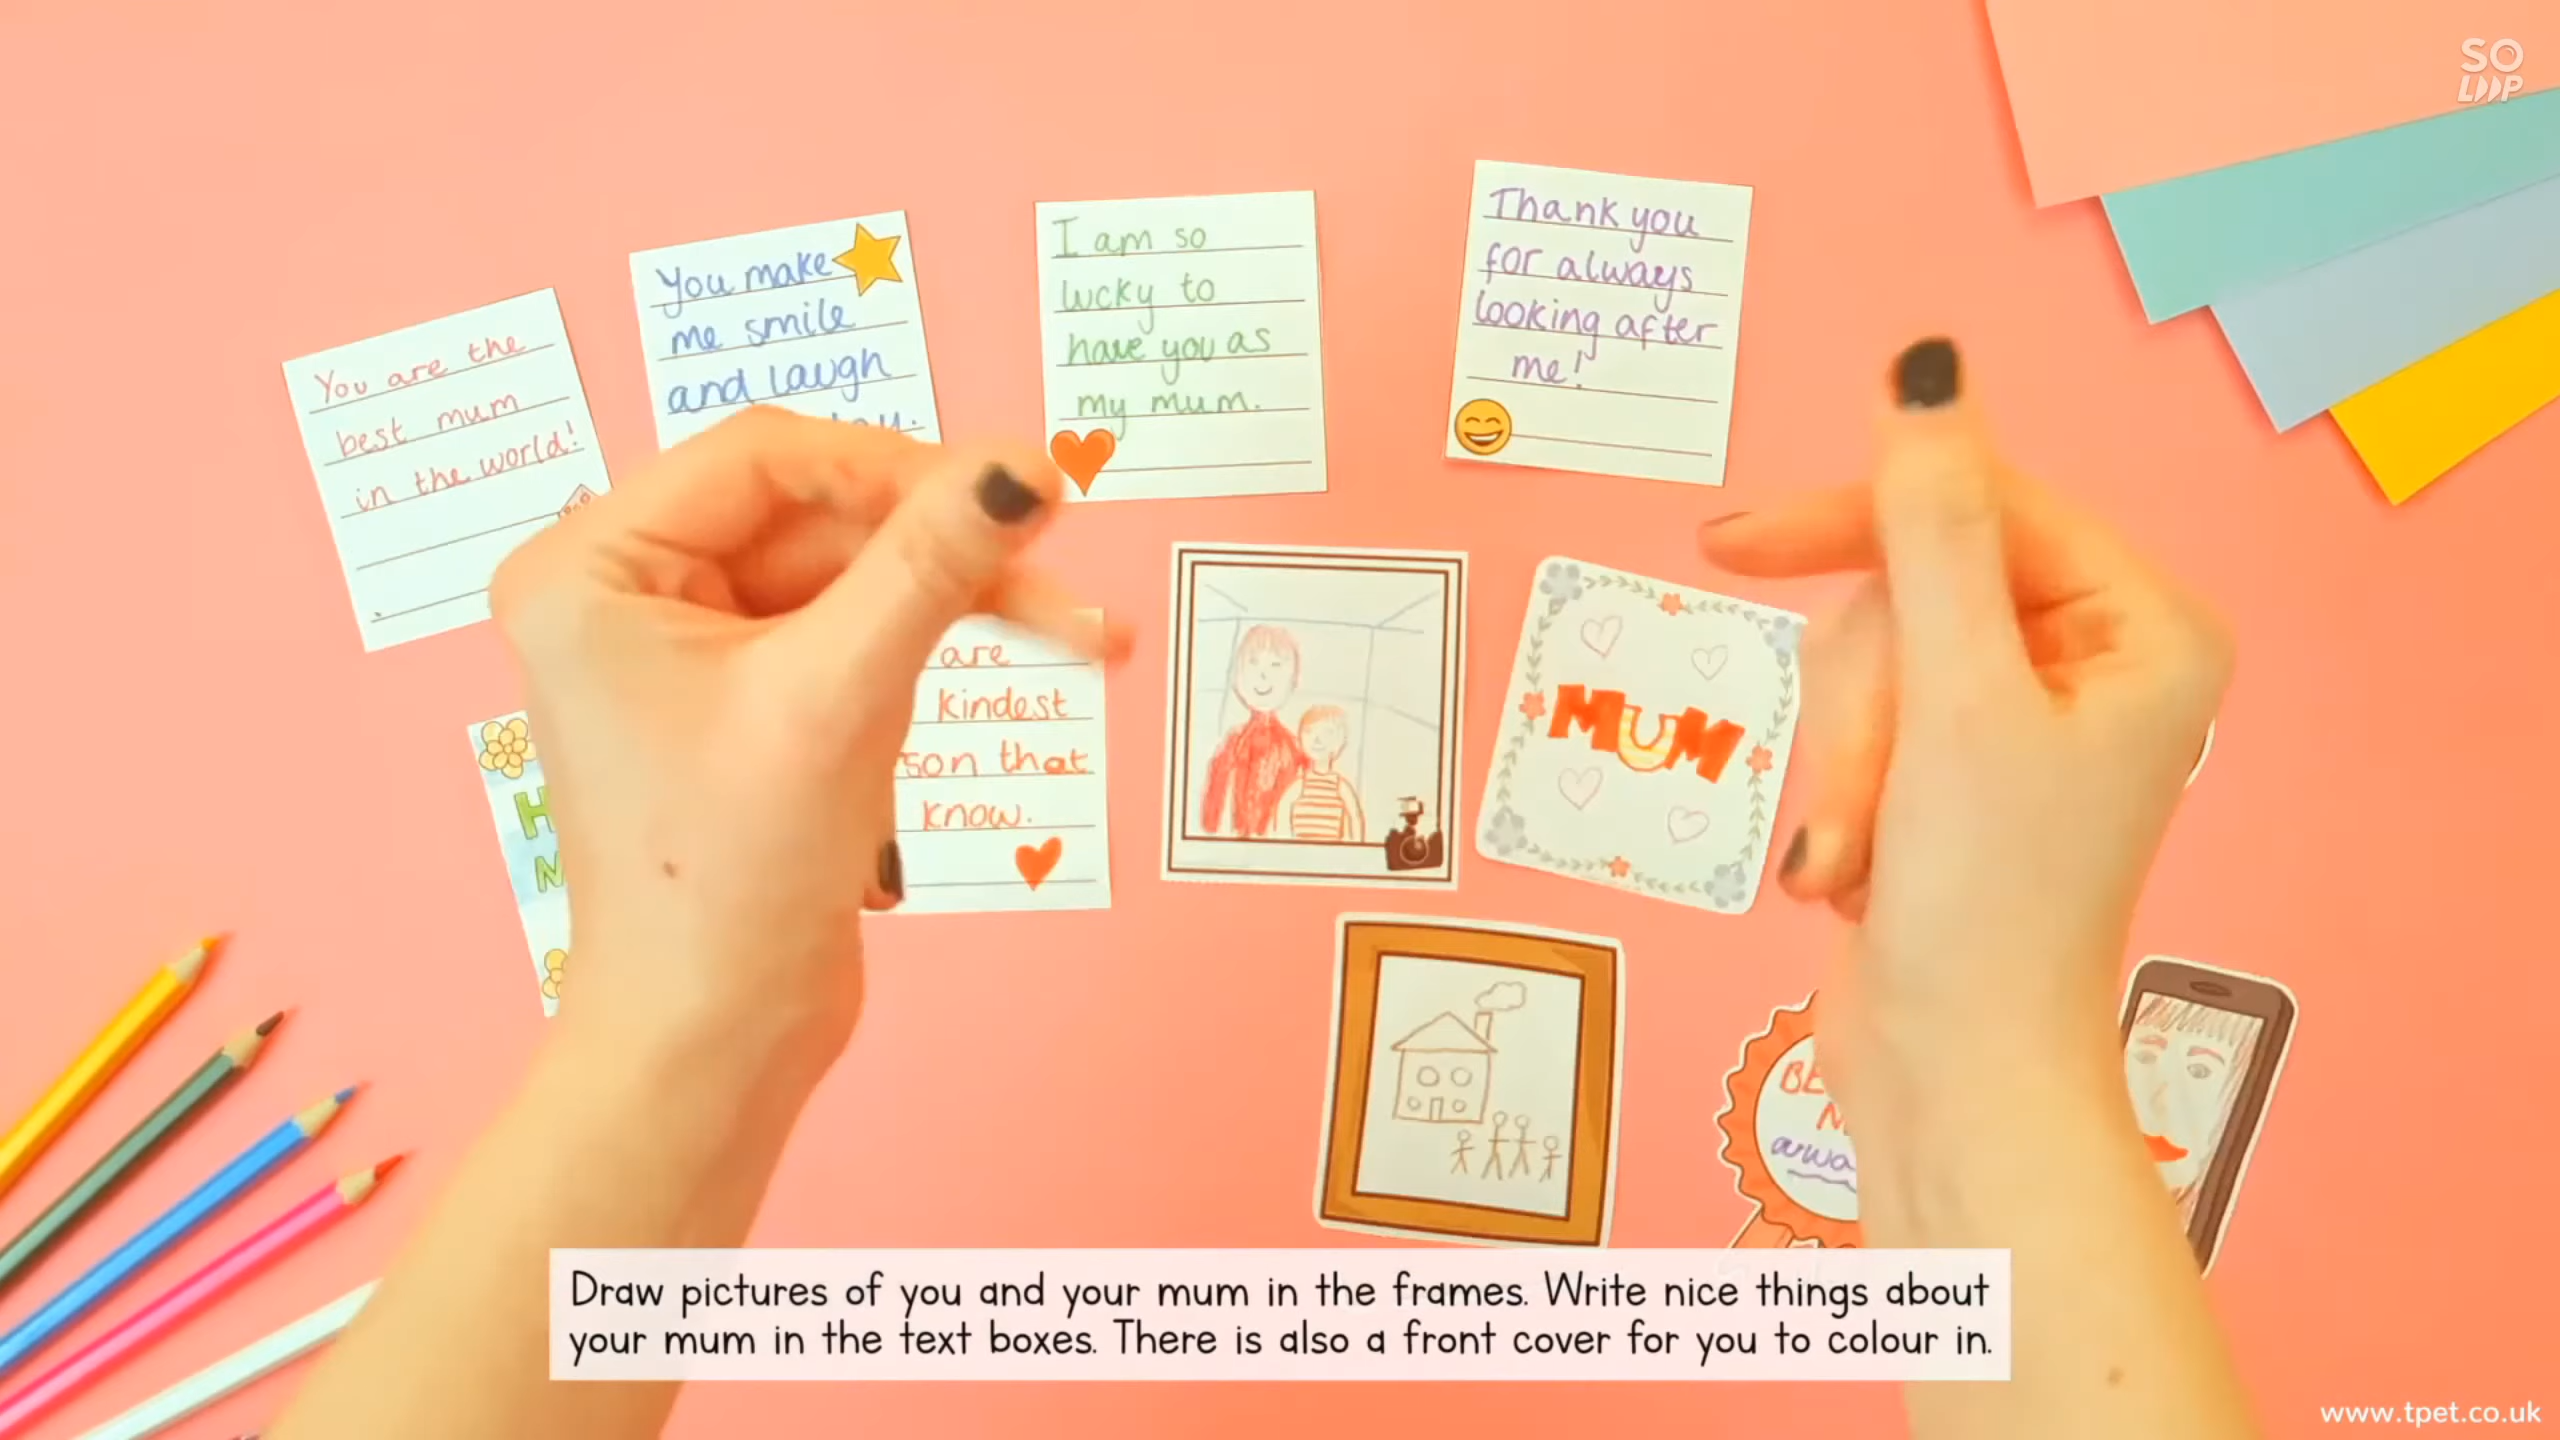 SO
LOOP
You are the
best mum
in the world!
You make
me smile
and laugh
I am so
lucky to
have you as
my mum.
Thank you
for always
looking after
me!
are
kindest
son that
know.
MUM
Draw pictures of you and your mum in the frames. Write nice things about
your mum in the text boxes. There is also a front cover for you to colour in.
www.tpet.co.uk